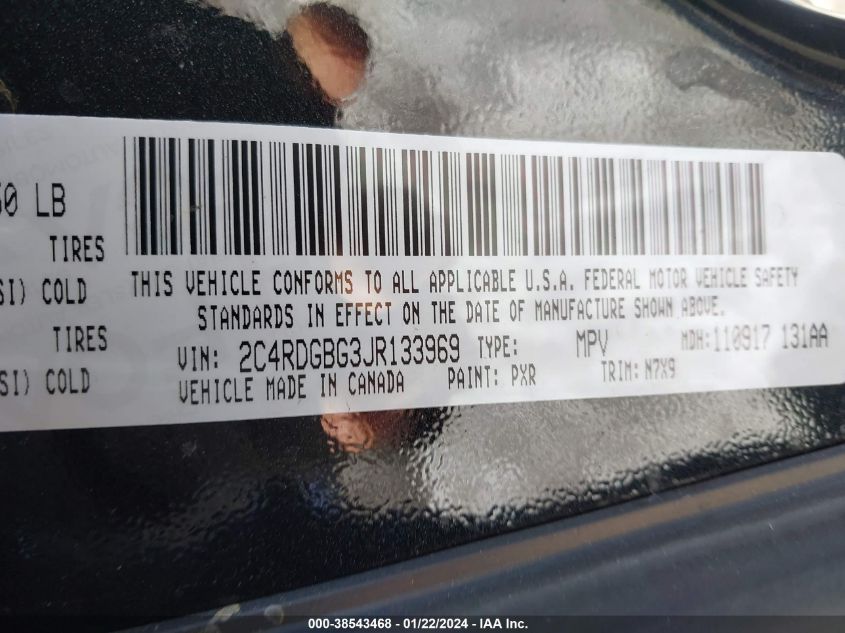 50 LB
TIRES
SI) COLD
TIRES
SI) COLD
THIS VEHICLE CONFORMS TO ALL APPLICABLE U.S.A. FEDERAL MOTOR VEHICLE SAFETY
STANDARDS IN EFFECT ON THE DATE OF MANUFACTURE SHOWN ABOVE.
VIN: 2C4RDGBG3JR133969 TYPE: MPV MDH: 110917 131AA
VEHICLE MADE IN CANADA PAINT: PXR TRIM: N7X9
000-38543468 - 01/22/2024 - IAA Inc.